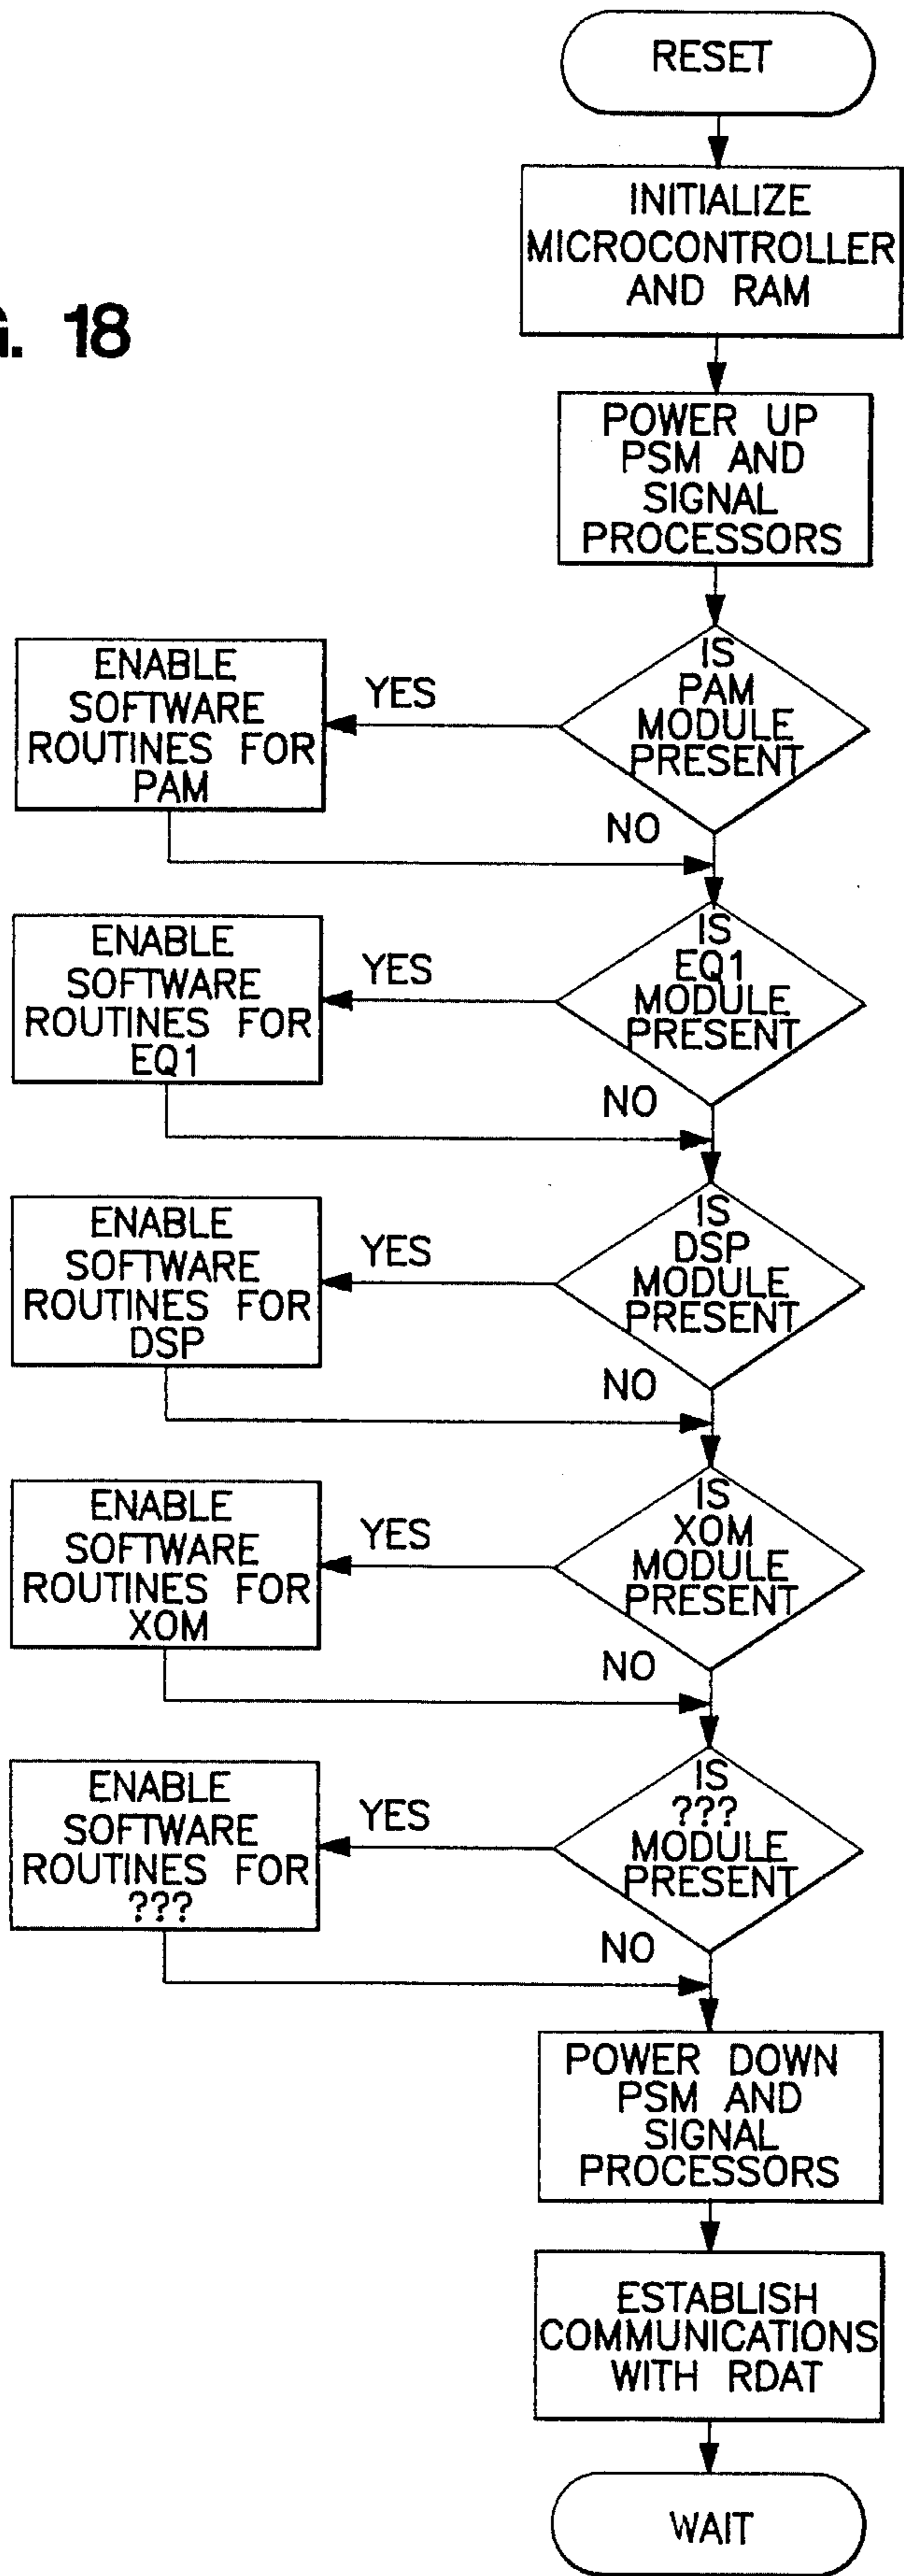 RESET
INITIALIZE
MICROCONTROLLER
AND RAM
G. 18
POWER UP
PSM AND
SIGNAL
PROCESSORS
IS
PAM
MODULE
PRESENT
YES
ENABLE
SOFTWARE
ROUTINES FOR
PAM
NO
IS
EQ1
MODULE
PRESENT
YES
ENABLE
SOFTWARE
ROUTINES FOR
EQ1
NO
IS
DSP
MODULE
PRESENT
YES
ENABLE
SOFTWARE
ROUTINES FOR
DSP
NO
IS
XOM
MODULE
PRESENT
YES
ENABLE
SOFTWARE
ROUTINES FOR
XOM
NO
IS
???
MODULE
PRESENT
YES
ENABLE
SOFTWARE
ROUTINES FOR
???
NO
POWER DOWN
PSM AND
SIGNAL
PROCESSORS
ESTABLISH
COMMUNICATIONS
WITH RDAT
WAIT